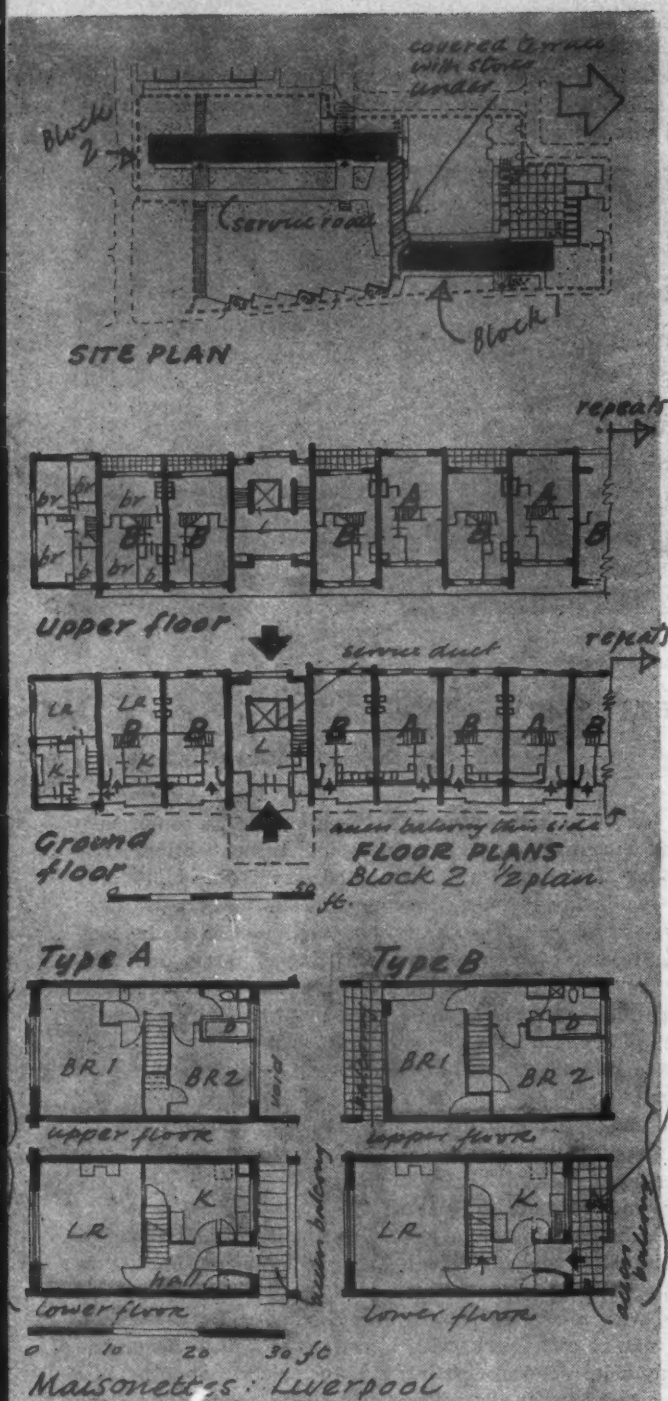 covered terrace
with stores
under
Block
2
service road
Block 1
SITE PLAN
repeats
br br br
br br b B B L B A B A B
Upper floor
service duct
repeats
LR LR
B B L B A B A B
K K
access balcony this side
Ground
floor
FLOOR PLANS
Block 2 1/2 plan.
0 50
ft.
Type A Type B
BR1 BR2 void balcony BR1 BR2
upper floor upper floor
LR K access balcony LR K access balcony
hall
lower floor lower floor
0 10 20 30 ft
Maisonettes: Liverpool